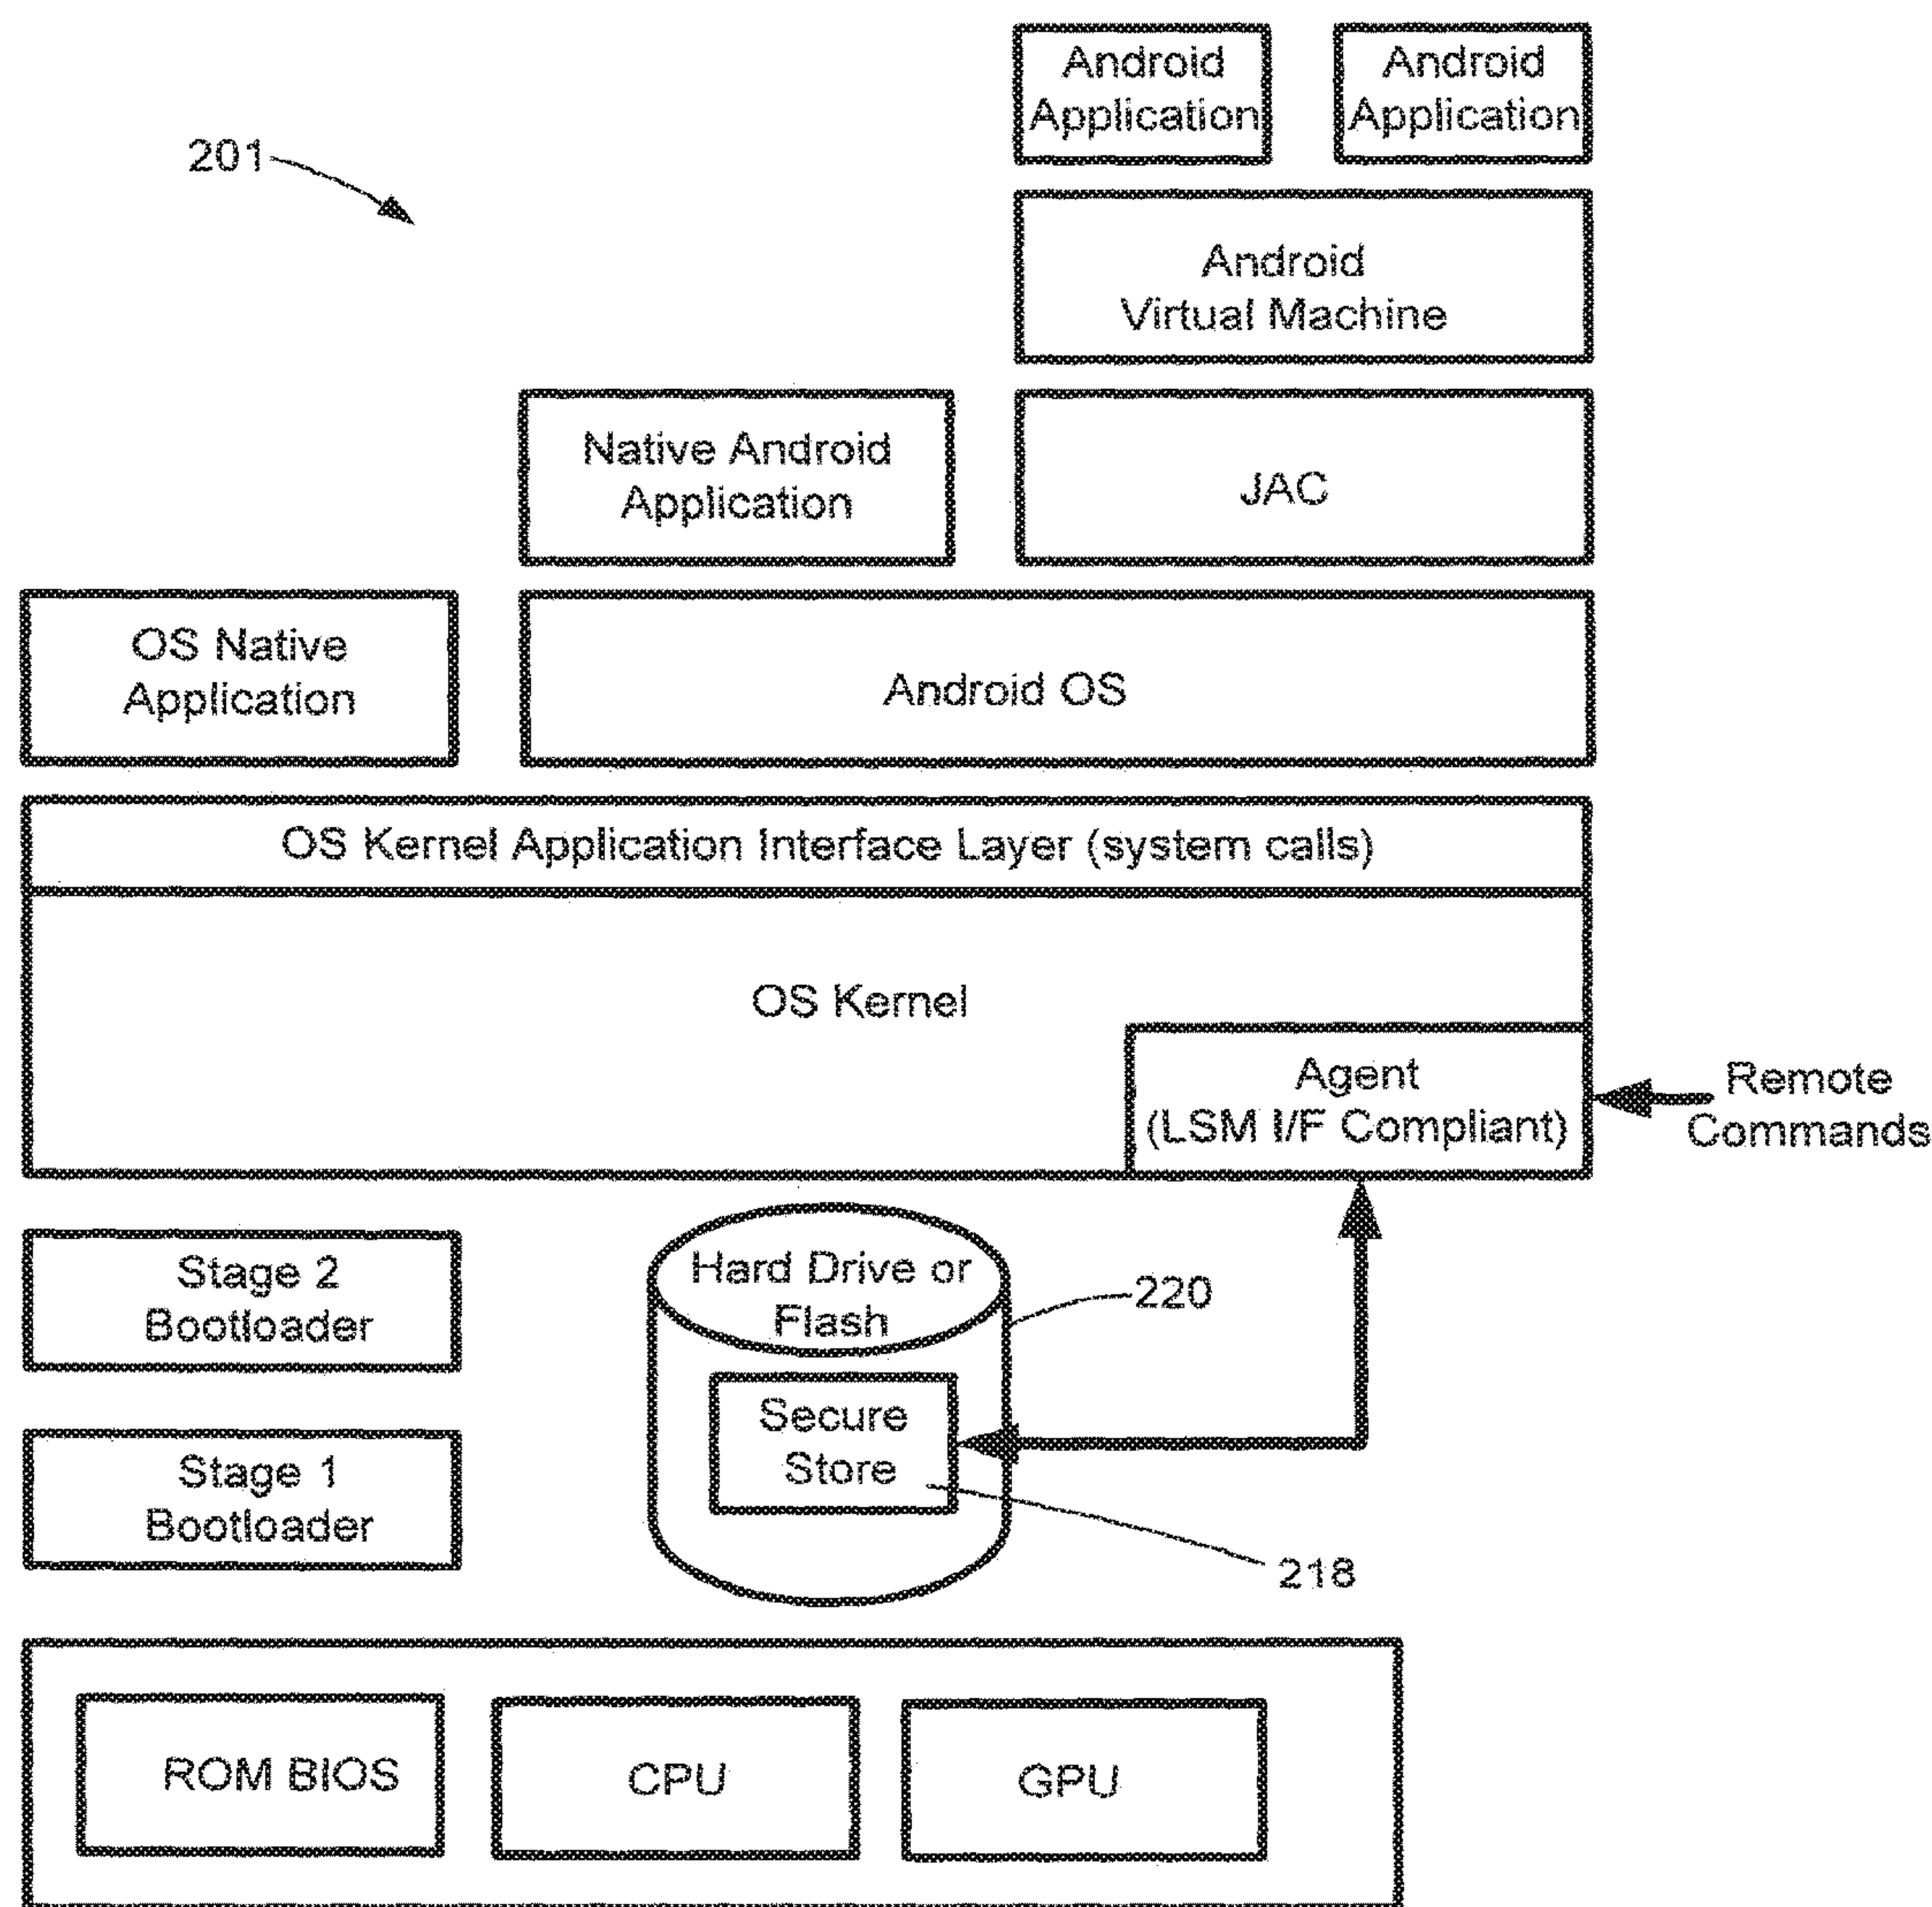 Android
Application
Android
Application
201
Android
Virtual Machine
Native Android
Application
JAC
OS Native
Application
Android OS
OS Kernel Application Interface Layer (system calls)
OS Kernel
Agent
(LSM I/F Compliant)
Remote
Commands
Stage 2
Bootloader
Hard Drive or
Flash
220
Secure
Store
Stage 1
Bootloader
218
ROM BIOS
CPU
GPU